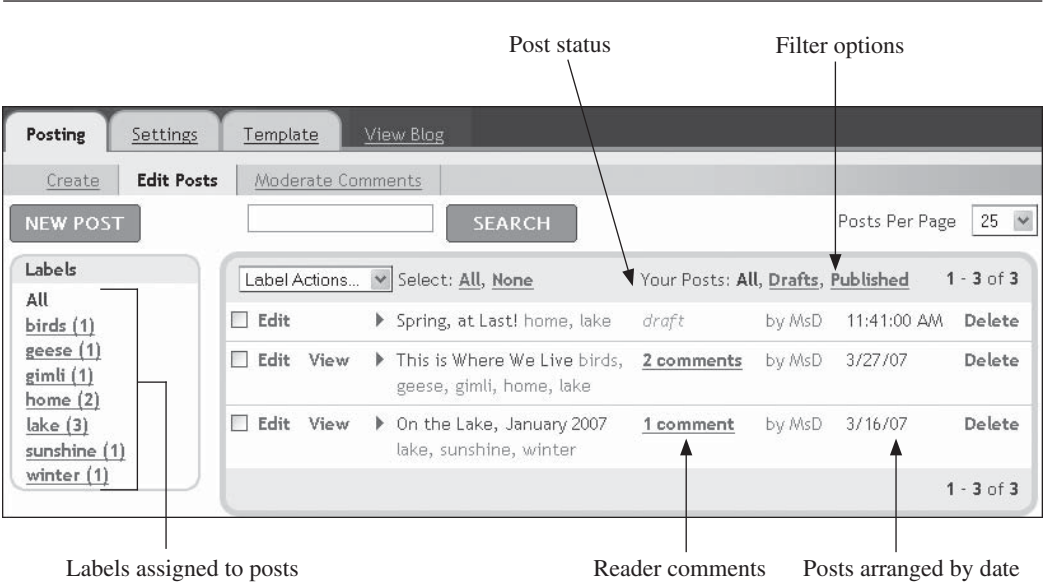 Post status
Filter options
Posting
Settings
Template
View Blog
Create
Edit Posts
Moderate Comments
NEW POST
SEARCH
Posts Per Page 25
Labels
All
birds (1)
geese (1)
gimli (1)
home (2)
lake (3)
sunshine (1)
winter (1)
Label Actions... Select: All, None Your Posts: All, Drafts, Published 1 - 3 of 3
Edit Spring, at Last! home, lake draft by MsD 11:41:00 AM Delete
Edit View This is Where We Live birds, 2 comments by MsD 3/27/07 Delete
geese, gimli, home, lake
Edit View On the Lake, January 2007 1 comment by MsD 3/16/07 Delete
lake, sunshine, winter
1 - 3 of 3
Labels assigned to posts
Reader comments
Posts arranged by date